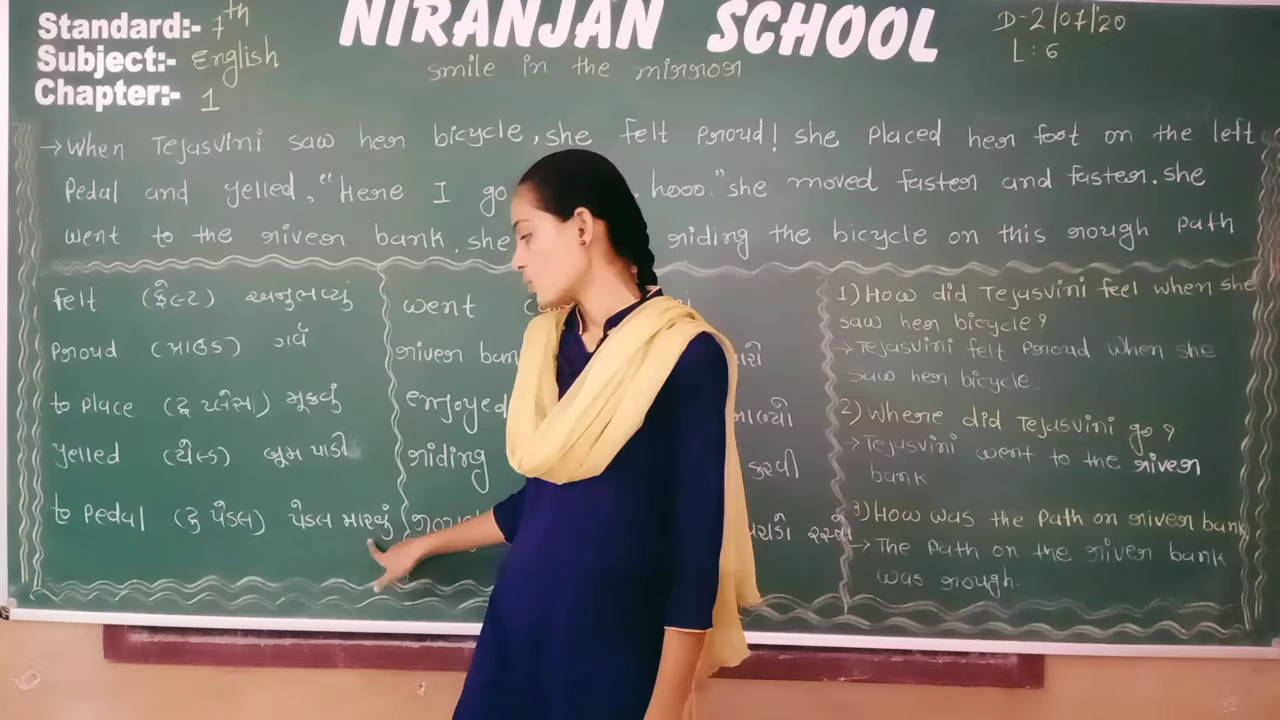 Standard:- 7th
NIRANJAN SCHOOL
D-2/07/'20
Subject:- English
L: 6
smile in the mirror
Chapter:- 1
→When Tejasvini saw her bicycle, she felt Proud! she placed her foot on the left
Pedal and yelled, "Here I go , hooo." she moved faster and faster. she
went to the river bank. she riding the bicycle on this rough Path
felt (ફેલ્ટ) અનુભવ્યું
Proud (પ્રાઉડ) ગર્વ
to Place (ટુ પ્લેસ) મૂકવું
Yelled (યેલ્ડ) બૂમ પાડી
to Pedal (ટુ પેડલ) પેડલ મારવું
went
river ban
enjoyed માણ્યો
riding કરવી
રસ્તો
1) How did Tejasvini feel when she
saw her bicycle?
→Tejasvini felt Proud when she
saw her bicycle.
2) Where did Tejasvini go?
→Tejasvini went to the river
bank
3) How was the Path on river bank
→ The Path on the river bank
was rough.